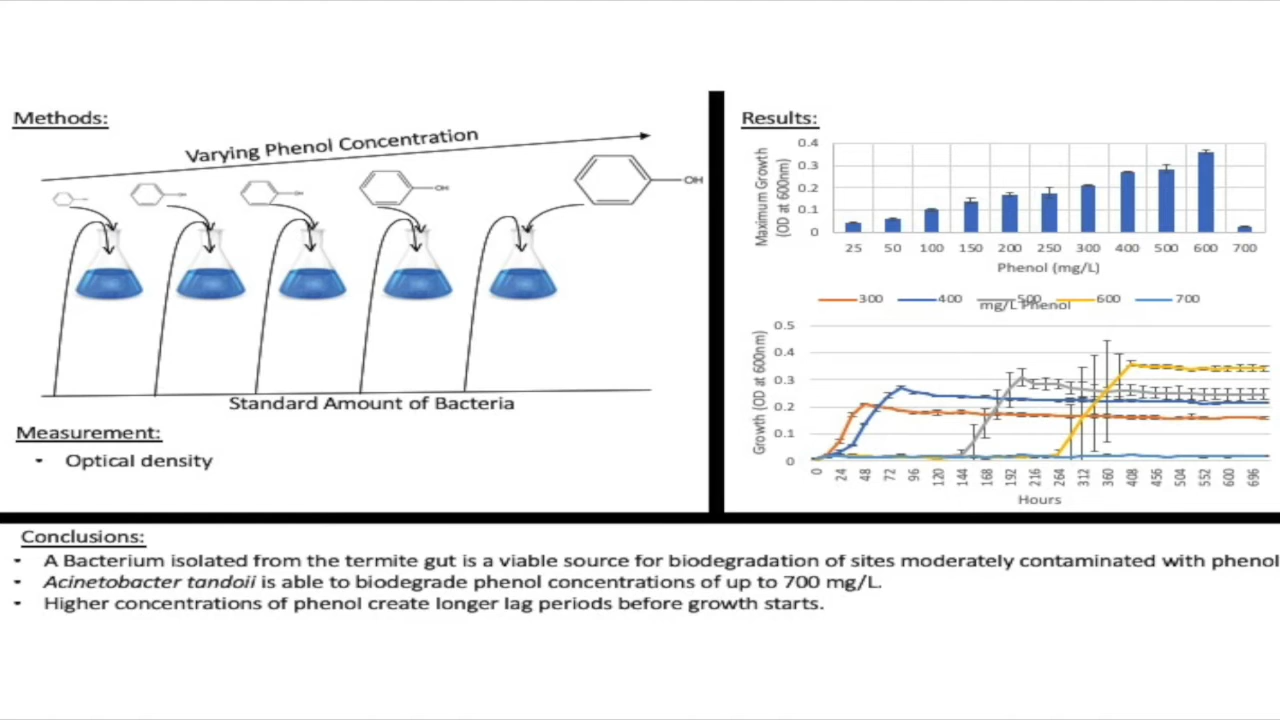 Methods:
Varying Phenol Concentration
OH
OH
OH
OH
Standard Amount of Bacteria
Measurement:
• Optical density
Results:
Maximum Growth
(OD at 600nm)
0.4
0.3
0.2
0.1
0
25 50 100 150 200 250 300 400 500 600 700
Phenol (mg/L)
300 400 500 600 700
mg/L Phenol
Growth (OD at 600nm)
0.5
0.4
0.3
0.2
0.1
0
0 24 48 72 96 120 144 168 192 216 264 312 360 408 456 504 552 600 696
Hours
Conclusions:
• A Bacterium isolated from the termite gut is a viable source for biodegradation of sites moderately contaminated with phenol
• Acinetobacter tandoii is able to biodegrade phenol concentrations of up to 700 mg/L.
• Higher concentrations of phenol create longer lag periods before growth starts.